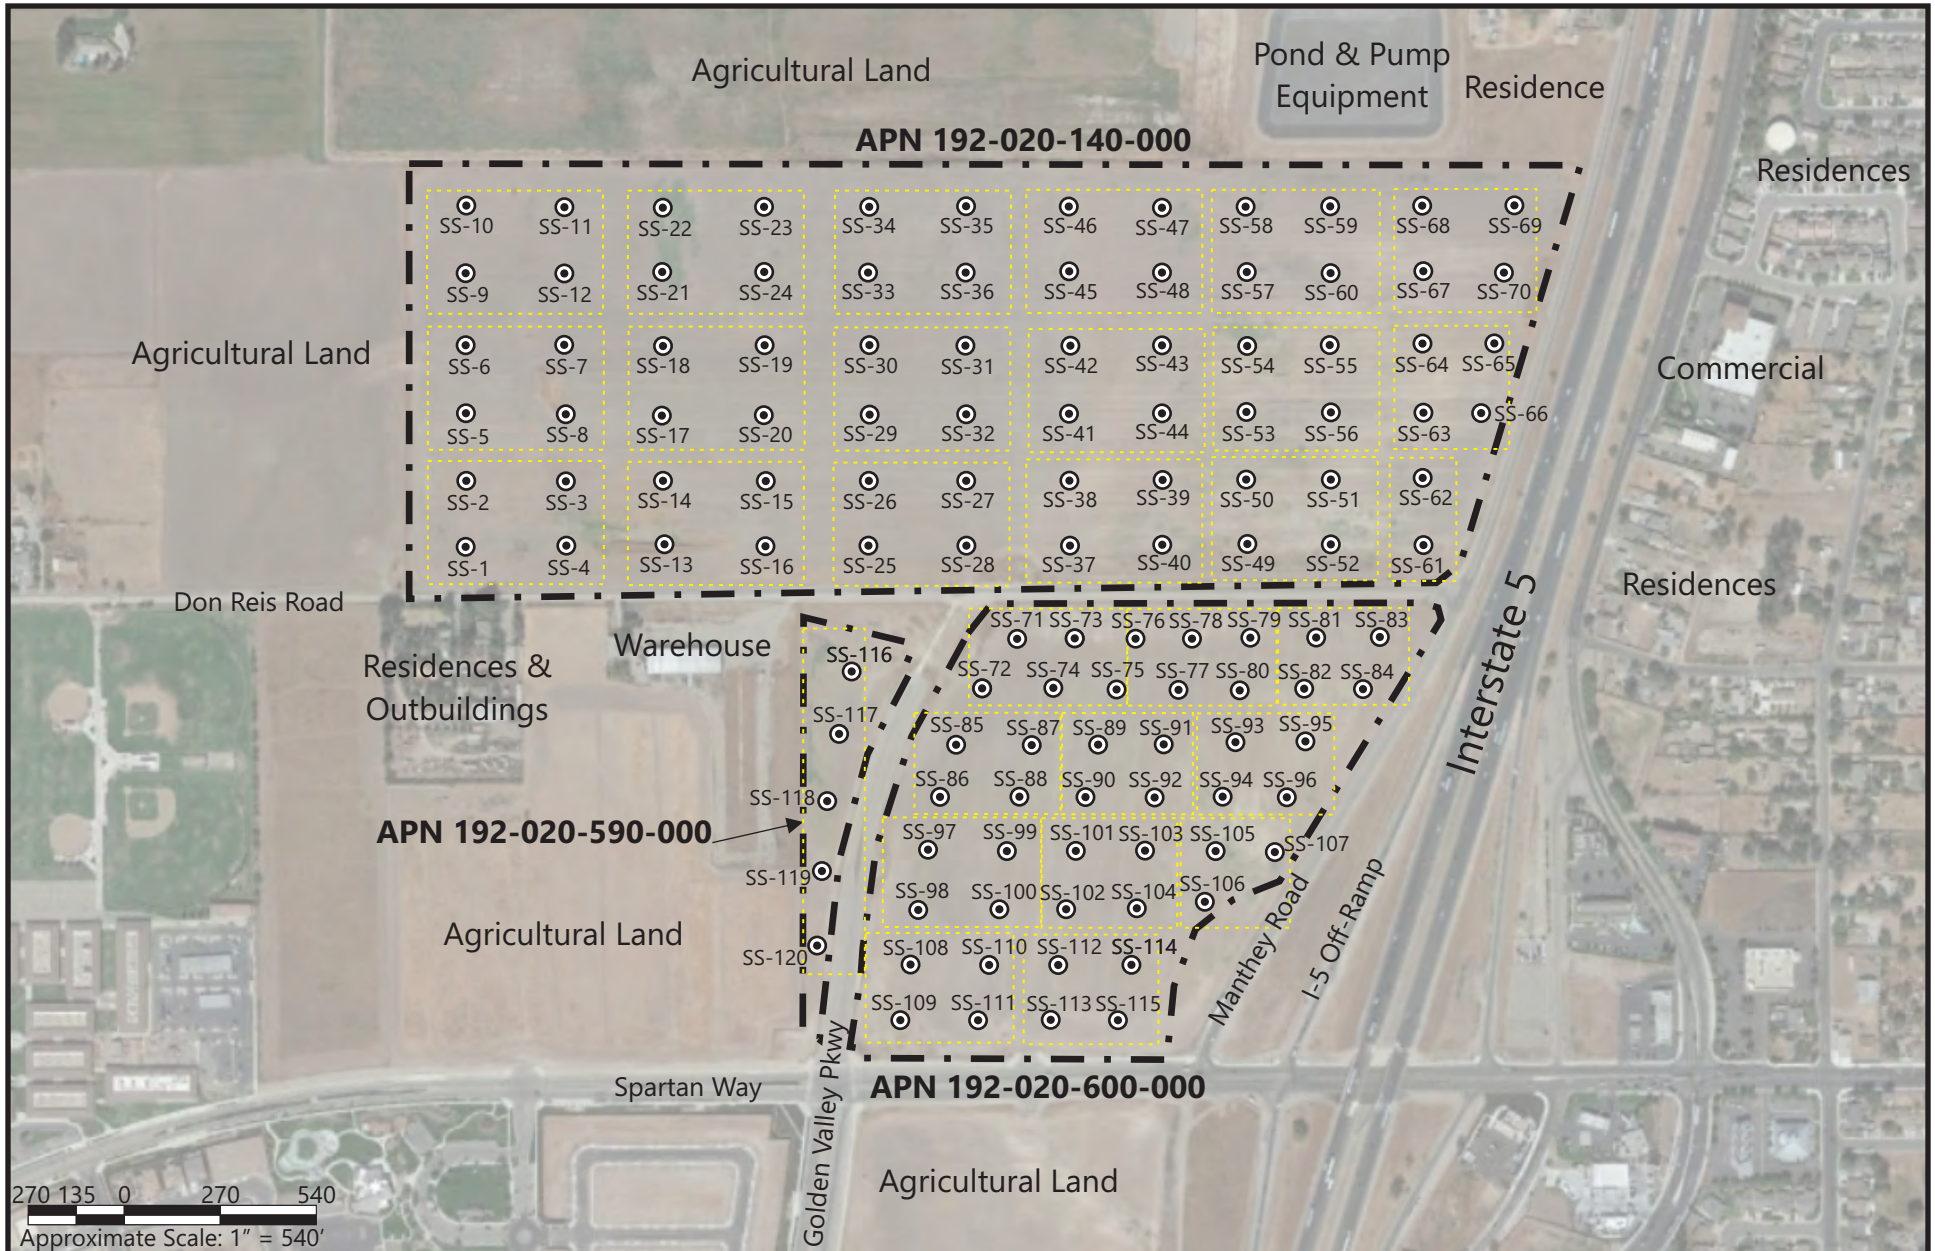 Agricultural Land
Pond & Pump
Equipment
Residence
APN 192-020-140-000
Residences
SS-10 SS-11 SS-22 SS-23 SS-34 SS-35 SS-46 SS-47 SS-58 SS-59 SS-68 SS-69
SS-9 SS-12 SS-21 SS-24 SS-33 SS-36 SS-45 SS-48 SS-57 SS-60 SS-67 SS-70
Agricultural Land
SS-6 SS-7 SS-18 SS-19 SS-30 SS-31 SS-42 SS-43 SS-54 SS-55 SS-64 SS-65
Commercial
SS-5 SS-8 SS-17 SS-20 SS-29 SS-32 SS-41 SS-44 SS-53 SS-56 SS-63 SS-66
SS-2 SS-3 SS-14 SS-15 SS-26 SS-27 SS-38 SS-39 SS-50 SS-51 SS-62
SS-1 SS-4 SS-13 SS-16 SS-25 SS-28 SS-37 SS-40 SS-49 SS-52 SS-61
Residences
Don Reis Road
Interstate 5
Warehouse
Residences &
Outbuildings
SS-71 SS-73 SS-76 SS-78 SS-79 SS-81 SS-83
SS-116
SS-72 SS-74 SS-75 SS-77 SS-80 SS-82 SS-84
SS-117
SS-85 SS-87 SS-89 SS-91 SS-93 SS-95
SS-86 SS-88 SS-90 SS-92 SS-94 SS-96
SS-118
APN 192-020-590-000
SS-97 SS-99 SS-101 SS-103 SS-105 SS-107
SS-119
SS-98 SS-100 SS-102 SS-104 SS-106
Agricultural Land
SS-120
SS-108 SS-110 SS-112 SS-114
SS-109 SS-111 SS-113 SS-115
Manthey Road
I-5 Off-Ramp
Golden Valley Pkwy
Spartan Way
APN 192-020-600-000
Agricultural Land
270 135 0 270 540
Approximate Scale: 1” = 540’